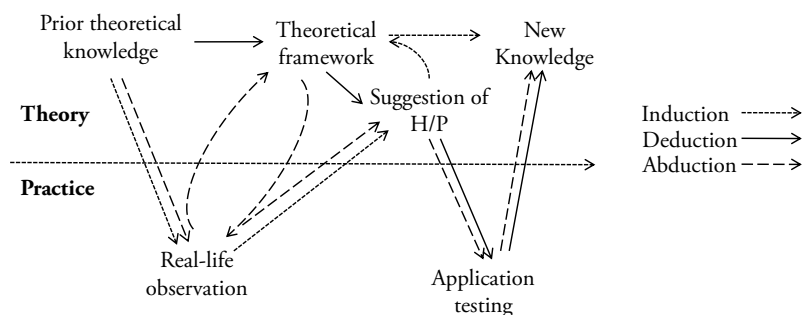 Prior theoretical
knowledge
Theoretical
framework
New
Knowledge
Suggestion of
H/P
Theory
Practice
Induction
Deduction
Abduction
Real-life
observation
Application
testing